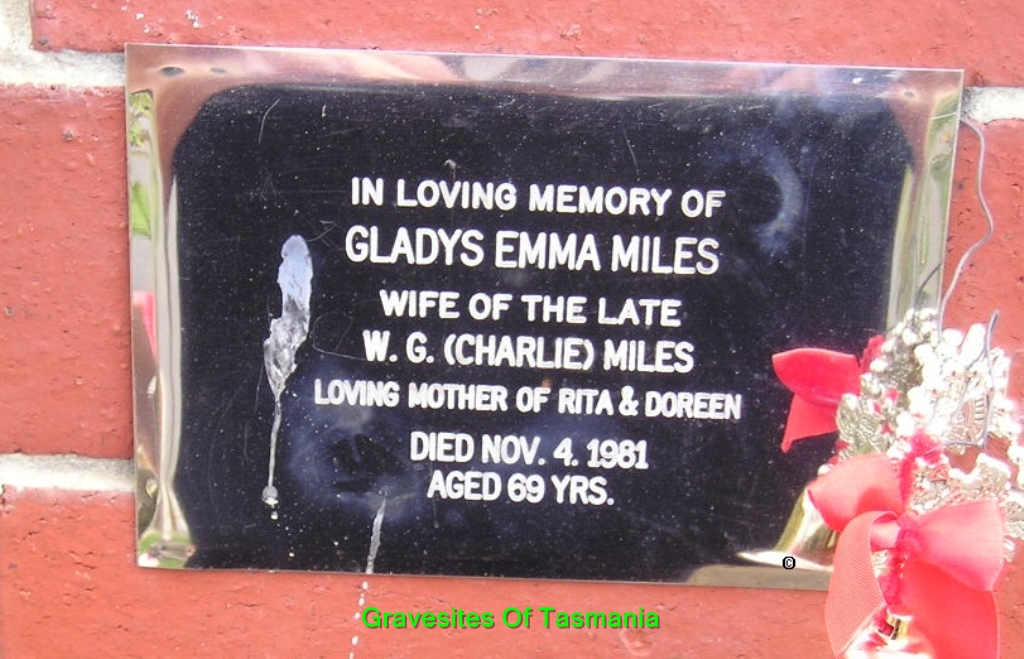 IN LOVING MEMORY OF
GLADYS EMMA MILES
WIFE OF THE LATE
W. G. (CHARLIE) MILES
LOVING MOTHER OF RITA & DOREEN
DIED NOV. 4. 1981
AGED 69 YRS.
©
Gravesites Of Tasmania